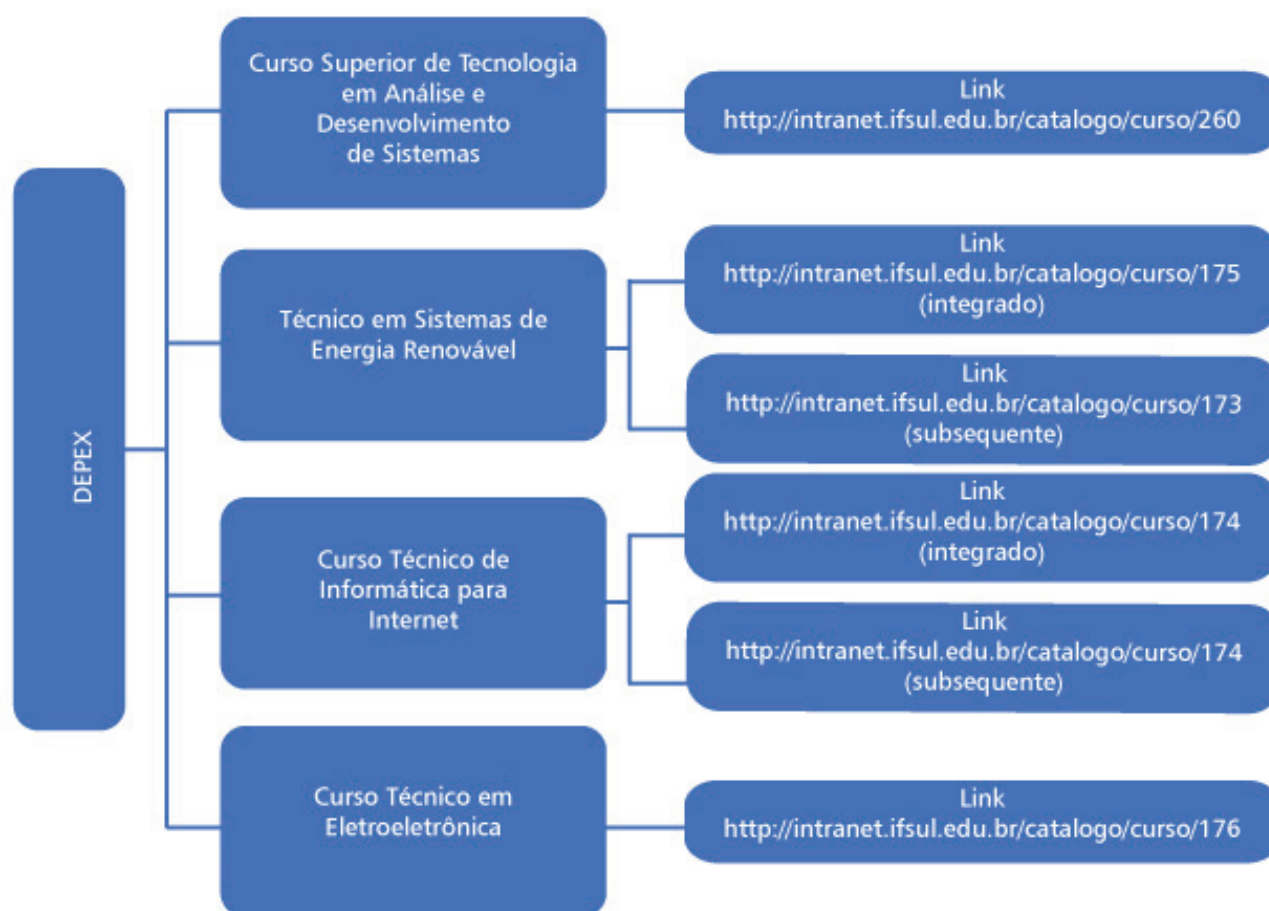 DEPEX
Curso Superior de Tecnologia
em Análise e
Desenvolvimento
de Sistemas
Link
http://intranet.ifsul.edu.br/catalogo/curso/260
Técnico em Sistemas de
Energia Renovável
Link
http://intranet.ifsul.edu.br/catalogo/curso/175
(integrado)
Link
http://intranet.ifsul.edu.br/catalogo/curso/173
(subsequente)
Curso Técnico de
Informática para
Internet
Link
http://intranet.ifsul.edu.br/catalogo/curso/174
(integrado)
Link
http://intranet.ifsul.edu.br/catalogo/curso/174
(subsequente)
Curso Técnico em
Eletroeletrônica
Link
http://intranet.ifsul.edu.br/catalogo/curso/176